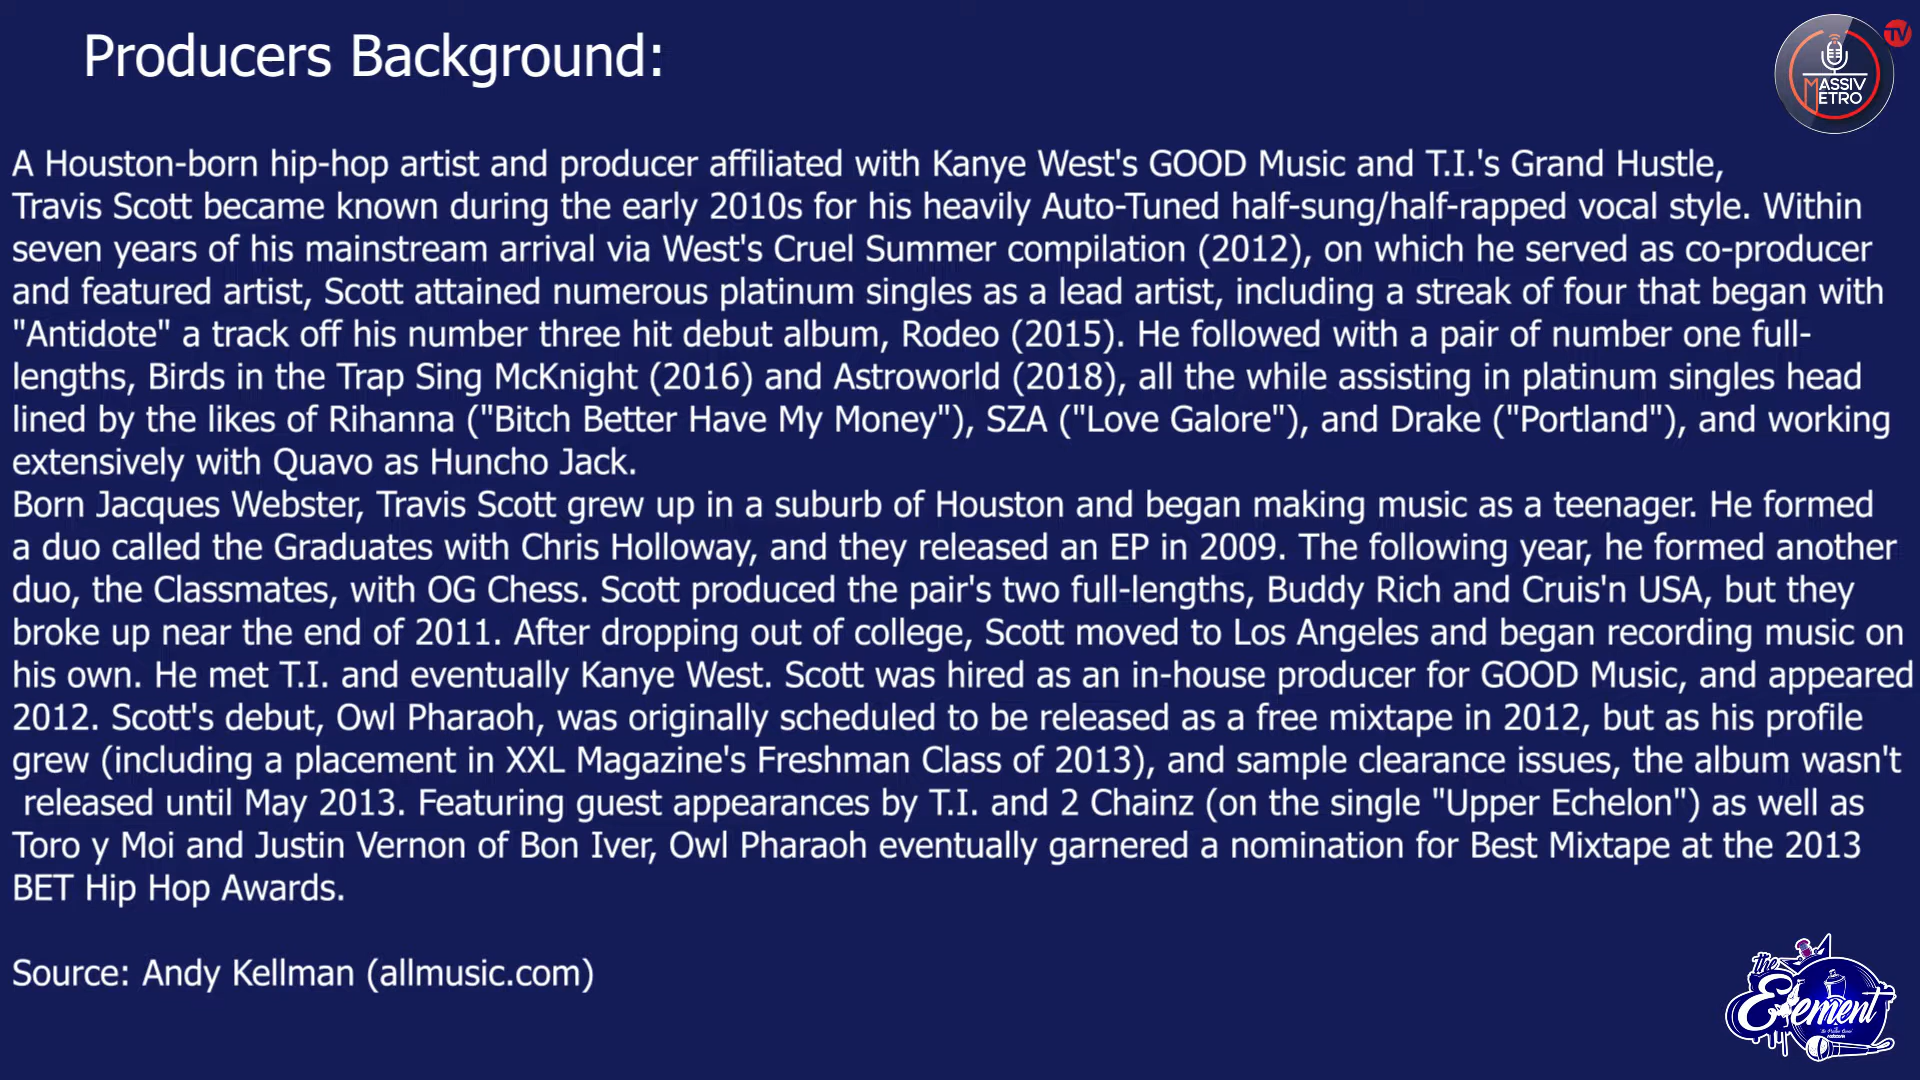 Producers Background:
TV
MASSIV
METRO
A Houston-born hip-hop artist and producer affiliated with Kanye West's GOOD Music and T.I.'s Grand Hustle,
Travis Scott became known during the early 2010s for his heavily Auto-Tuned half-sung/half-rapped vocal style. Within
seven years of his mainstream arrival via West's Cruel Summer compilation (2012), on which he served as co-producer
and featured artist, Scott attained numerous platinum singles as a lead artist, including a streak of four that began with
"Antidote" a track off his number three hit debut album, Rodeo (2015). He followed with a pair of number one full-
lengths, Birds in the Trap Sing McKnight (2016) and Astroworld (2018), all the while assisting in platinum singles head
lined by the likes of Rihanna ("Bitch Better Have My Money"), SZA ("Love Galore"), and Drake ("Portland"), and working
extensively with Quavo as Huncho Jack.
Born Jacques Webster, Travis Scott grew up in a suburb of Houston and began making music as a teenager. He formed
a duo called the Graduates with Chris Holloway, and they released an EP in 2009. The following year, he formed another
duo, the Classmates, with OG Chess. Scott produced the pair's two full-lengths, Buddy Rich and Cruis'n USA, but they
broke up near the end of 2011. After dropping out of college, Scott moved to Los Angeles and began recording music on
his own. He met T.I. and eventually Kanye West. Scott was hired as an in-house producer for GOOD Music, and appeared
2012. Scott's debut, Owl Pharaoh, was originally scheduled to be released as a free mixtape in 2012, but as his profile
grew (including a placement in XXL Magazine's Freshman Class of 2013), and sample clearance issues, the album wasn't
released until May 2013. Featuring guest appearances by T.I. and 2 Chainz (on the single "Upper Echelon") as well as
Toro y Moi and Justin Vernon of Bon Iver, Owl Pharaoh eventually garnered a nomination for Best Mixtape at the 2013
BET Hip Hop Awards.
Source: Andy Kellman (allmusic.com)
the
Element